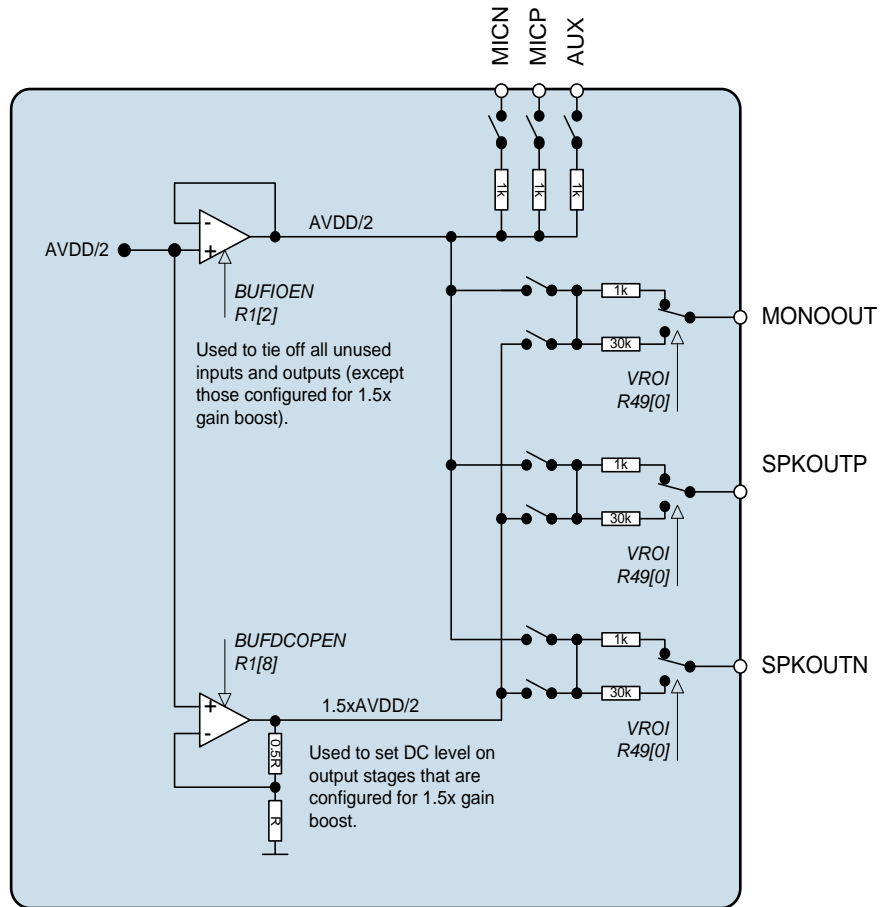 MICN
MICP
AUX
1k
1k
1k
AVDD/2
-
+
AVDD/2
BUFIOEN
R1[2]
Used to tie off all unused
inputs and outputs (except
those configured for 1.5x
gain boost).
1k
30k
MONOOUT
VROI
R49[0]
1k
30k
SPKOUTP
VROI
R49[0]
BUFDCOPEN
R1[8]
+
-
1.5xAVDD/2
0.5R
R
Used to set DC level on
output stages that are
configured for 1.5x gain
boost.
1k
30k
SPKOUTN
VROI
R49[0]